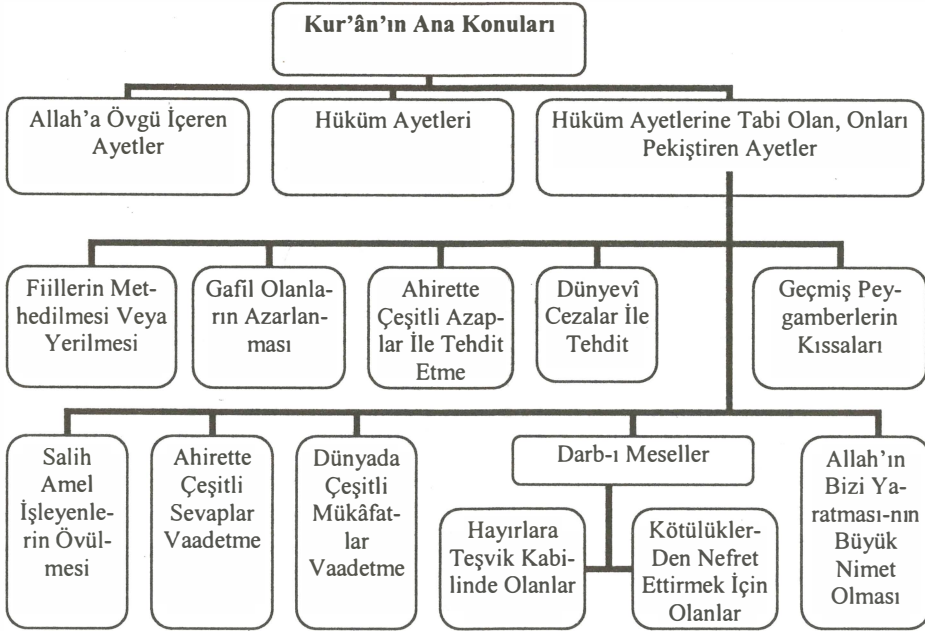 Kur’ân’ın Ana Konuları
Allah’a Övgü İçeren
Ayetler
Hüküm Ayetleri
Hüküm Ayetlerine Tabi Olan, Onları
Pekiştiren Ayetler
Fiillerin Met-
hedilmesi Veya
Yerilmesi
Gafil Olanla-
rın Azarlan-
ması
Ahirette
Çeşitli Azap-
lar İle Tehdit
Etme
Dünyevî
Cezalar İle
Tehdit
Geçmiş Pey-
gamberlerin
Kıssaları
Salih
Amel
İşleyenle-
rin Övül-
mesi
Ahirette
Çeşitli
Sevaplar
Vaadetme
Dünyada
Çeşitli
Mükâfat-
lar
Vaadetme
Darb-ı Meseller
Hayırlara
Teşvik Kabi-
linde Olanlar
Kötülükler-
Den Nefret
Ettirmek İçin
Olanlar
Allah’ın
Bizi Ya-
ratması-nın
Büyük
Nimet
Olması